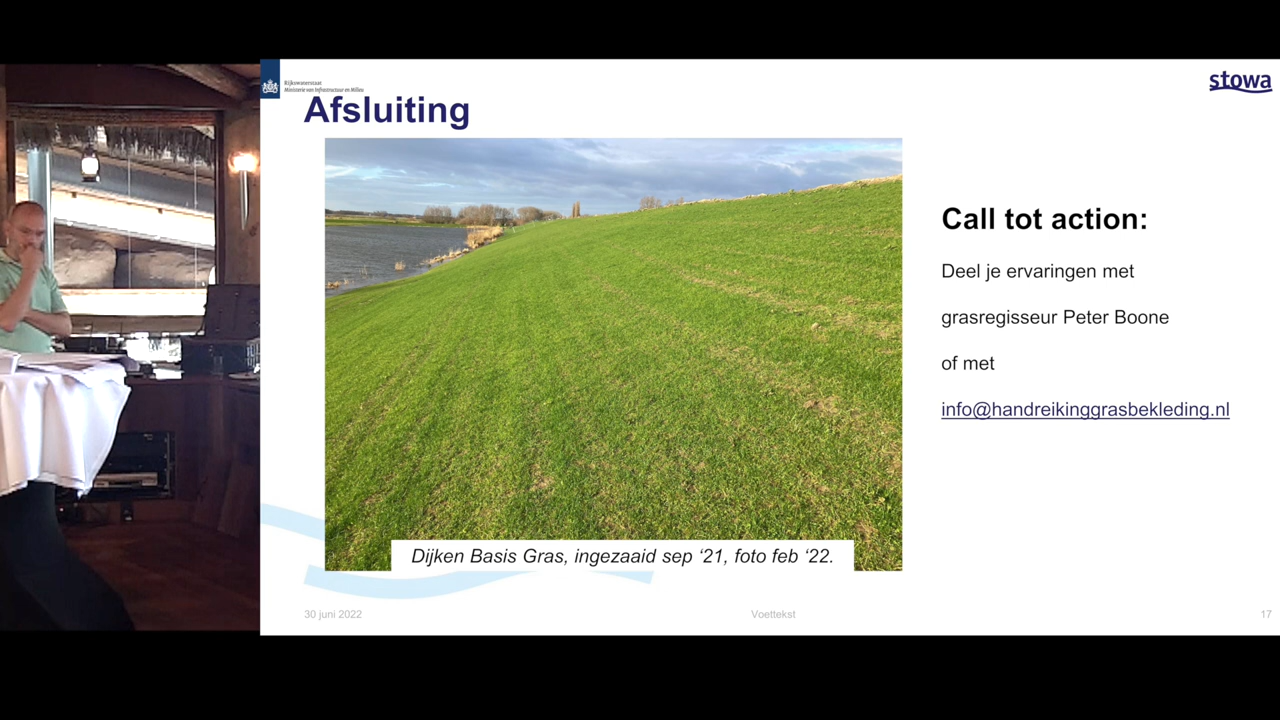 Rijkswaterstaat
Ministerie van Infrastructuur en Milieu
stowa
Afsluiting
Call tot action:
Deel je ervaringen met
grasregisseur Peter Boone
of met
info@handreikinggrasbekleding.nl
Dijken Basis Gras, ingezaaid sep ‘21, foto feb ‘22.
30 juni 2022
Voettekst
17